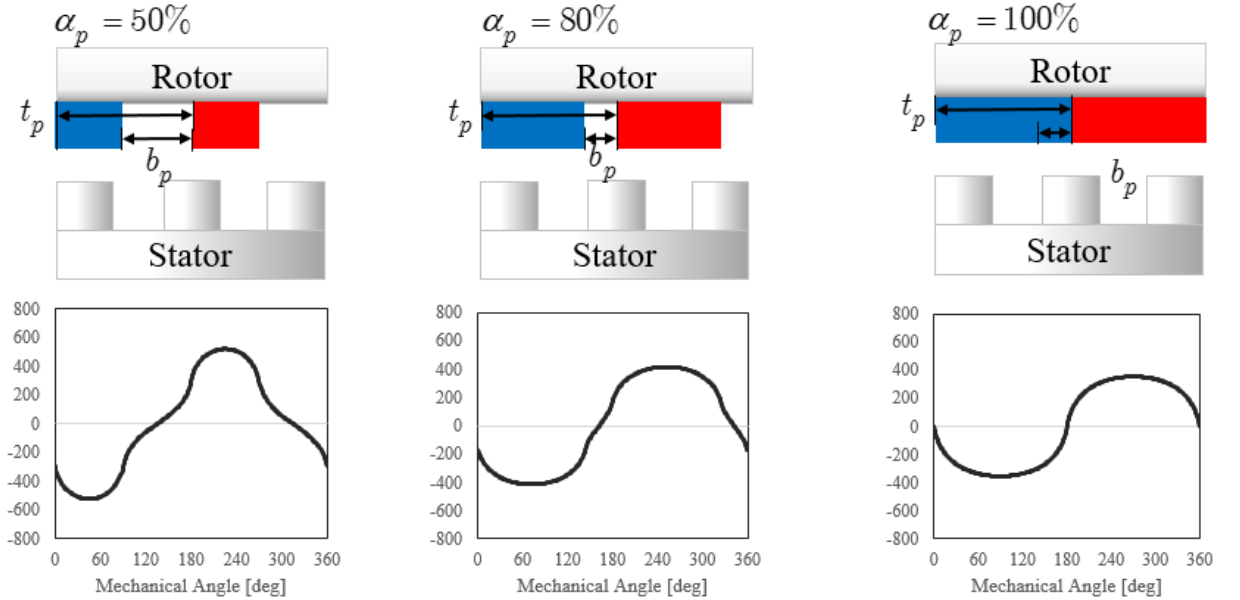 α_p = 50%
Rotor
t_p
b_p
Stator
800
600
400
200
0
-200
-400
-600
-800
0 60 120 180 240 300 360
Mechanical Angle [deg]
α_p = 80%
Rotor
t_p
b_p
Stator
800
600
400
200
0
-200
-400
-600
-800
0 60 120 180 240 300 360
Mechanical Angle [deg]
α_p = 100%
Rotor
t_p
b_p
Stator
800
600
400
200
0
-200
-400
-600
-800
0 60 120 180 240 300 360
Mechanical Angle [deg]